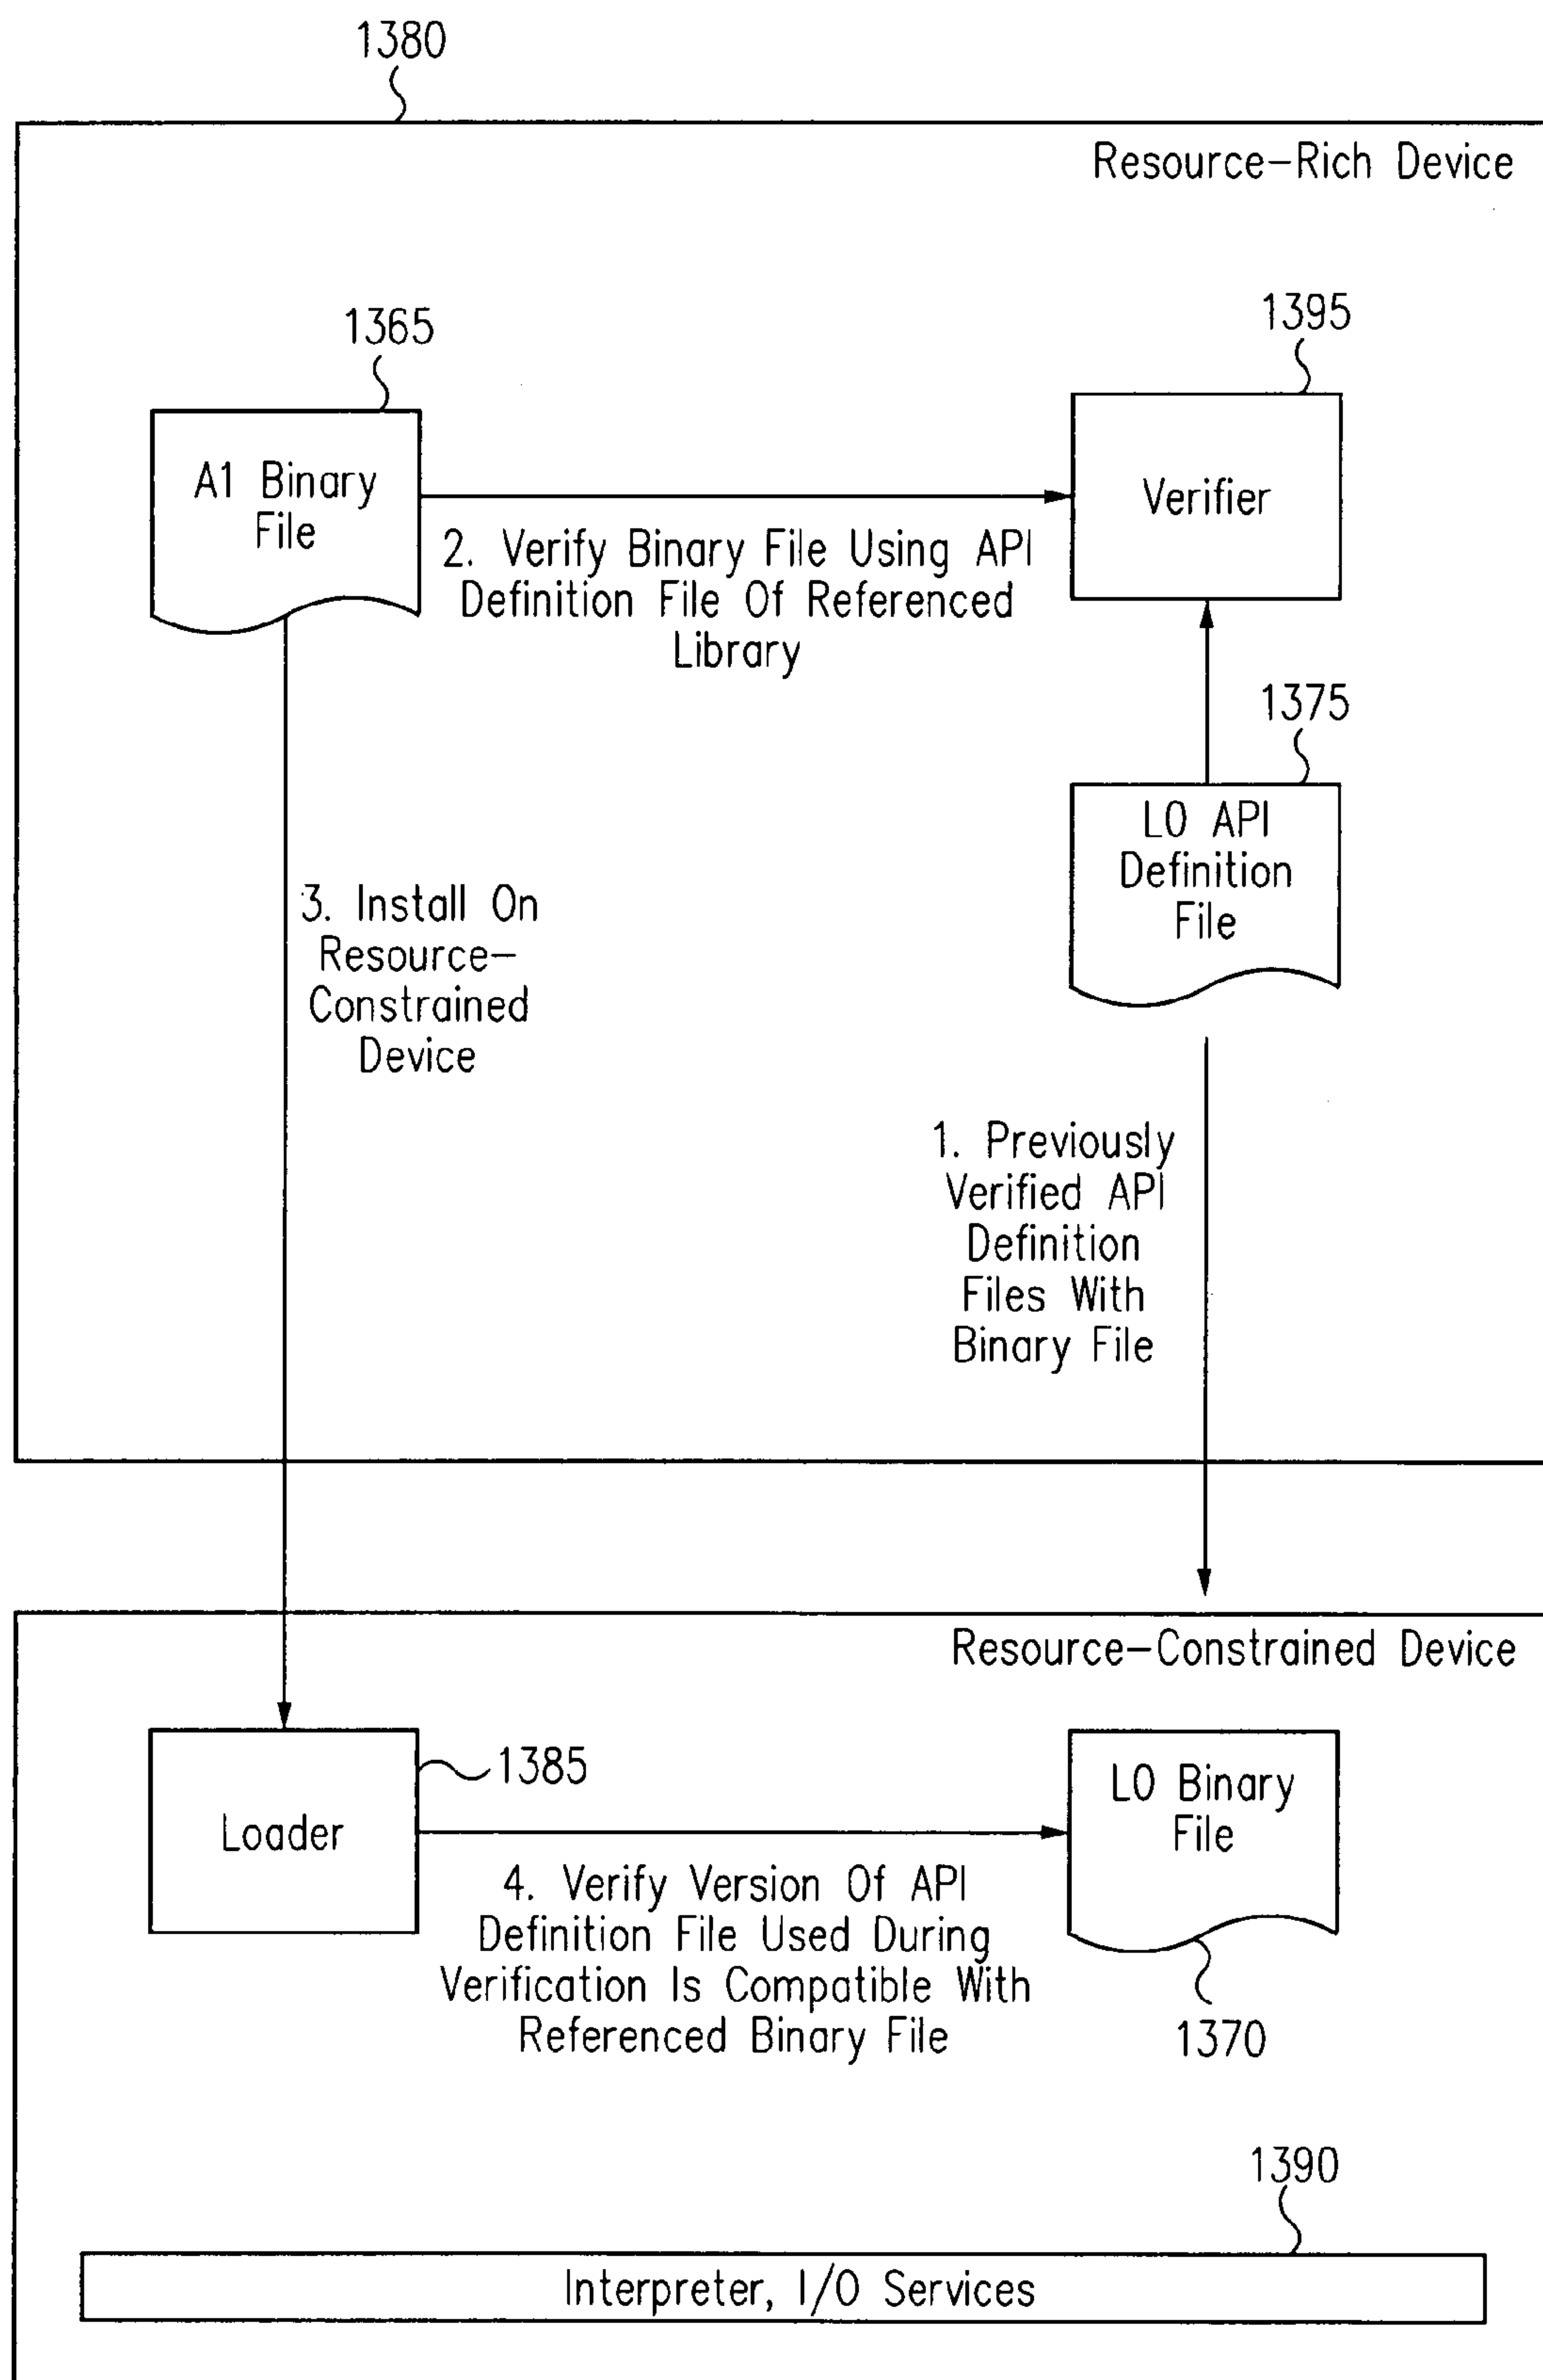 1380
Resource-Rich Device
1365
1395
A1 Binary
File
Verifier
2. Verify Binary File Using API
Definition File Of Referenced
Library
1375
L0 API
Definition
File
3. Install On
Resource-
Constrained
Device
1. Previously
Verified API
Definition
Files With
Binary File
Resource-Constrained Device
Loader
1385
L0 Binary
File
4. Verify Version Of API
Definition File Used During
Verification Is Compatible With
Referenced Binary File
1370
1390
Interpreter, I/O Services